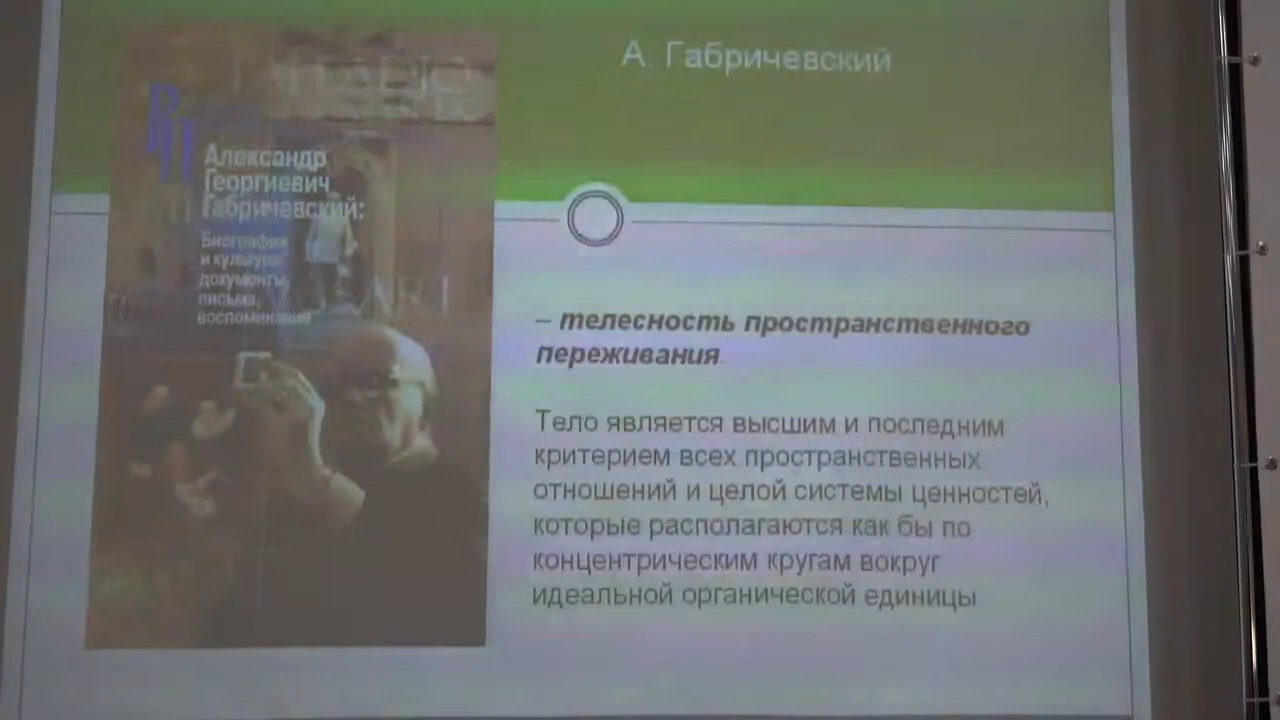 А. Габричевский
РП
Александр
Георгиевич
Габричевский:
Биография
и культура:
документы,
письма,
воспоминания
– телесность пространственного
переживания.
Тело является высшим и последним
критерием всех пространственных
отношений и целой системы ценностей,
которые располагаются как бы по
концентрическим кругам вокруг
идеальной органической единицы